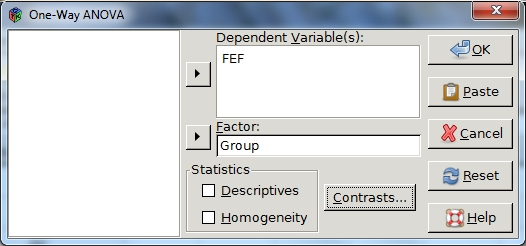 One-Way ANOVA
Dependent Variable(s):
FEF
Factor:
Group
Statistics
Descriptives
Homogeneity
Contrasts...
OK
Paste
Cancel
Reset
Help